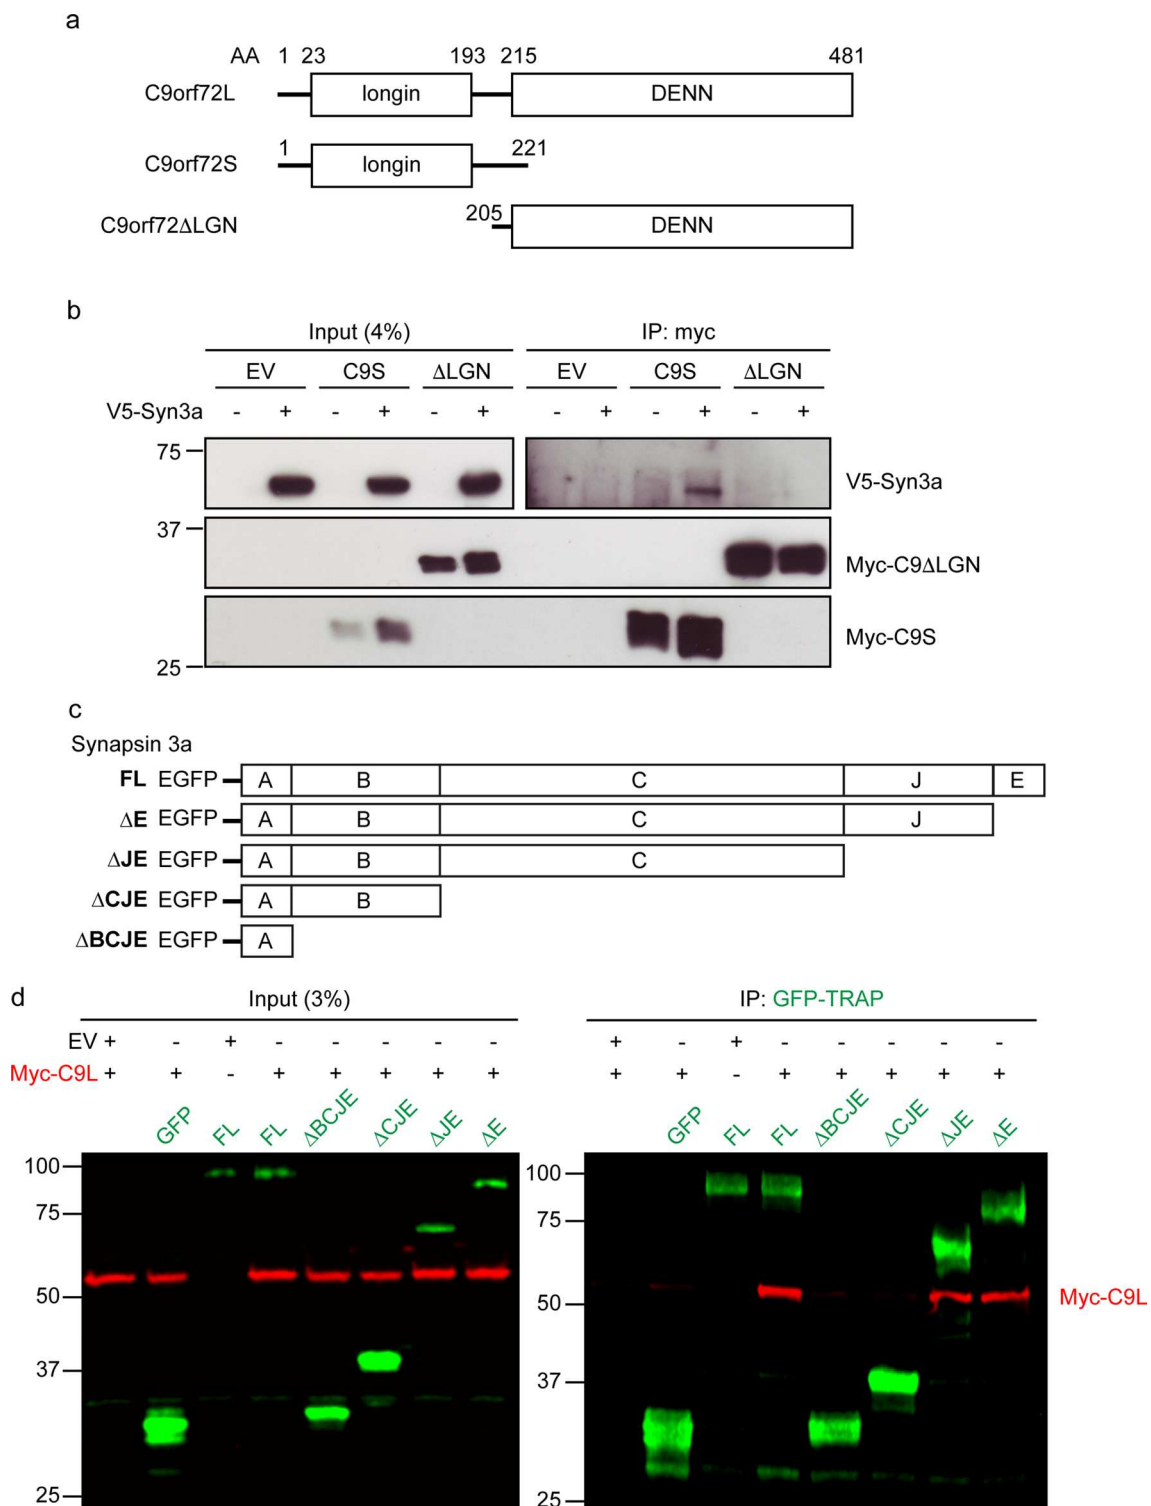 a
AA 1 23 193 215 481
C9orf72L longin DENN
1 221
C9orf72S longin
205
C9orf72ΔLGN DENN
b
Input (4%) IP: myc
EV C9S ΔLGN EV C9S ΔLGN
V5-Syn3a - + - + - + - + - + - +
75
V5-Syn3a
37
Myc-C9ΔLGN
Myc-C9S
25
c
Synapsin 3a
FL EGFP A B C J E
ΔE EGFP A B C J
ΔJE EGFP A B C
ΔCJE EGFP A B
ΔBCJE EGFP A
d
Input (3%) IP: GFP-TRAP
EV + - + - - - - - + - + - - - - -
Myc-C9L + + - + + + + + + + - + + + + +
GFP FL FL ΔBCJE ΔCJE ΔJE ΔE GFP FL FL ΔBCJE ΔCJE ΔJE ΔE
100 100
75 75
50 50 Myc-C9L
37 37
25 25